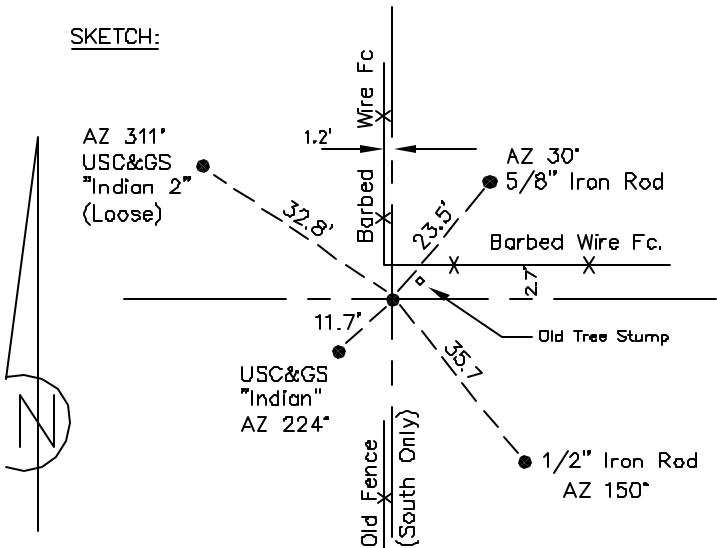 SKETCH:
Barbed Wire Fc
1.2'
AZ 311°
USC&GS
"Indian 2"
(Loose)
32.8'
AZ 30°
5/8" Iron Rod
23.5'
Barbed Wire Fc.
2.7'
11.7'
Old Tree Stump
USC&GS
"Indian"
AZ 224°
35.7
N
1/2" Iron Rod
AZ 150°
Old Fence
(South Only)